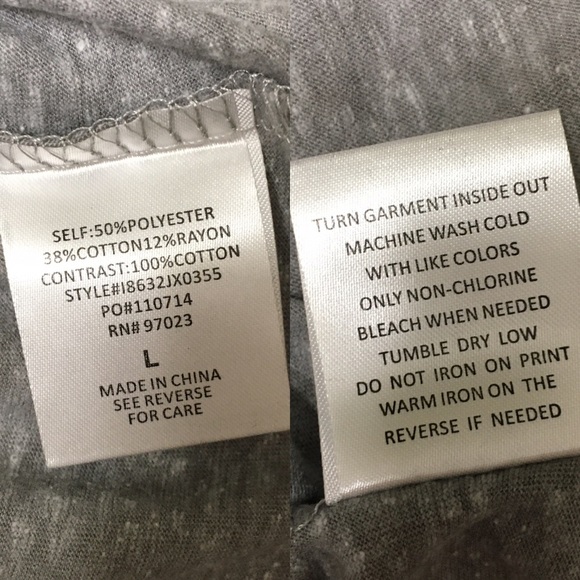 SELF:50%POLYESTER
38%COTTON12%RAYON
CONTRAST:100%COTTON
STYLE#I8632JX0355
PO#110714
RN# 97023
L
MADE IN CHINA
SEE REVERSE
FOR CARE
TURN GARMENT INSIDE OUT
MACHINE WASH COLD
WITH LIKE COLORS
ONLY NON-CHLORINE
BLEACH WHEN NEEDED
TUMBLE DRY LOW
DO NOT IRON ON PRINT
WARM IRON ON THE
REVERSE IF NEEDED